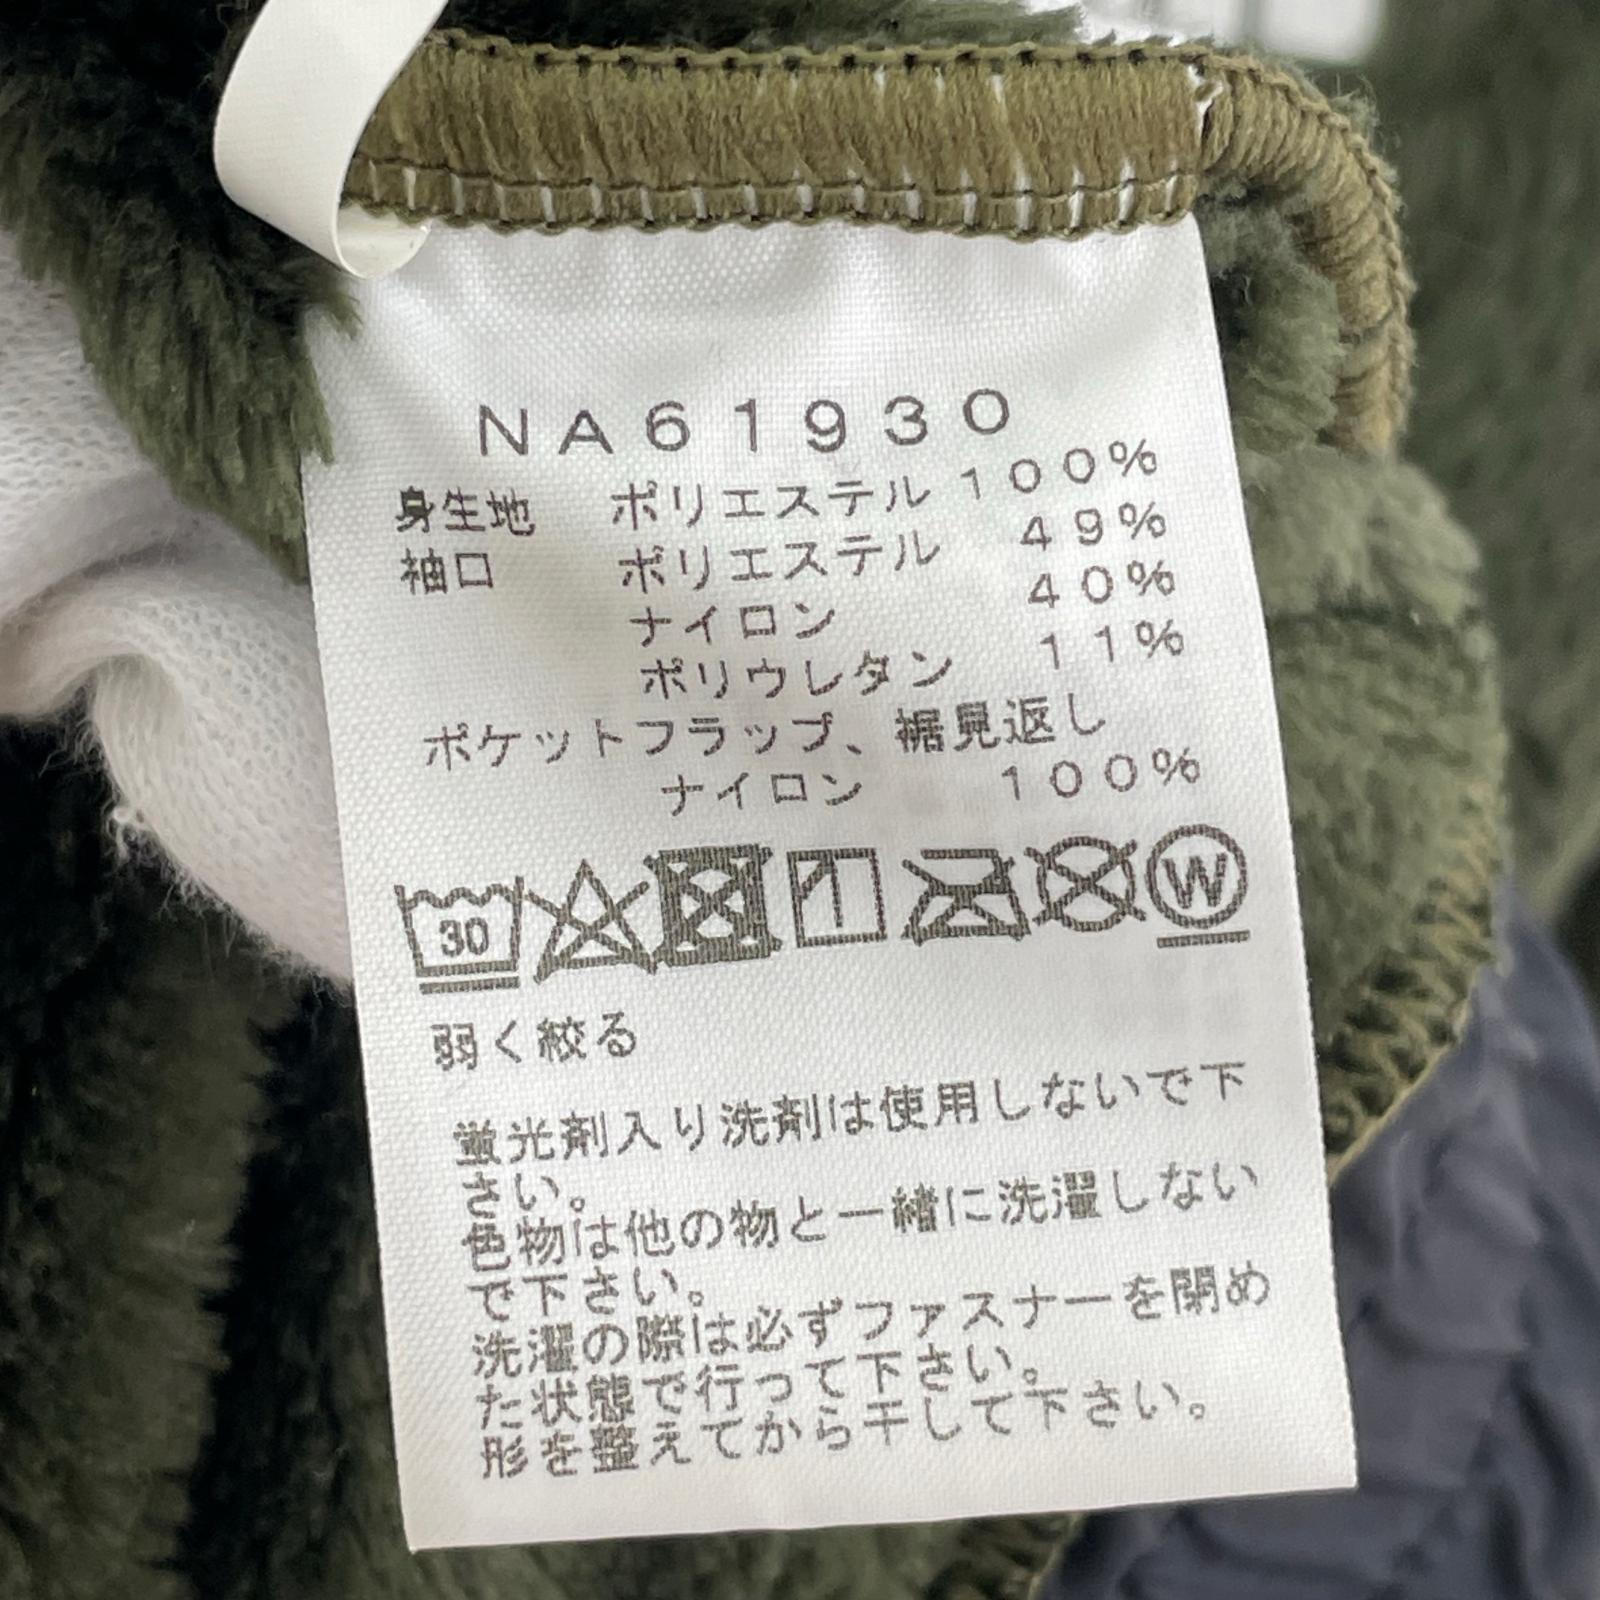 NA61930
身生地 ポリエステル 100%
袖口 ポリエステル 49%
ナイロン 40%
ポリウレタン 11%
ポケットフラップ、裾見返し
ナイロン 100%
30 W
弱く絞る
蛍光剤入り洗剤は使用しないで下
さい。
色物は他の物と一緒に洗濯しない
で下さい。
洗濯の際は必ずファスナーを閉め
た状態で行って下さい。
形を整えてから干して下さい。